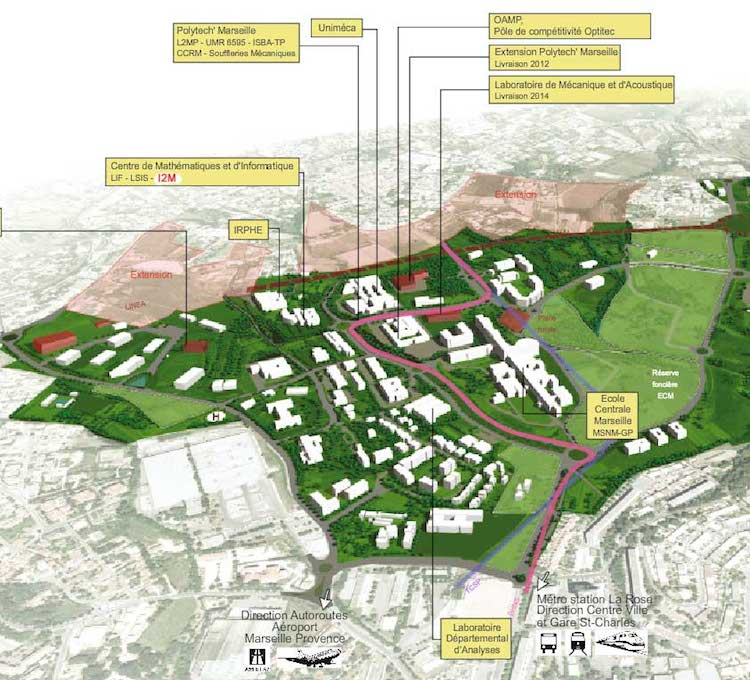 OAMP,
Pôle de compétitivité Optitec
Polytech' Marseille
L2MP - UMR 6595 - ISBA-TP
CCRM - Souffleries Mécaniques
Uniméca
Extension Polytech' Marseille
Livraison 2012
Laboratoire de Mécanique et d'Acoustique
Livraison 2014
Centre de Mathématiques et d'Informatique
LIF - LSIS - I2M
Extension
IRPHE
Extension
LINEA
Réserve
foncière
ECM
Ecole
Centrale
Marseille
MSNM-GP
H
Métro station La Rose
Direction Centre Ville
et Gare St-Charles
Direction Autoroutes
Aéroport
Marseille Provence
Laboratoire
Départemental
d'Analyses